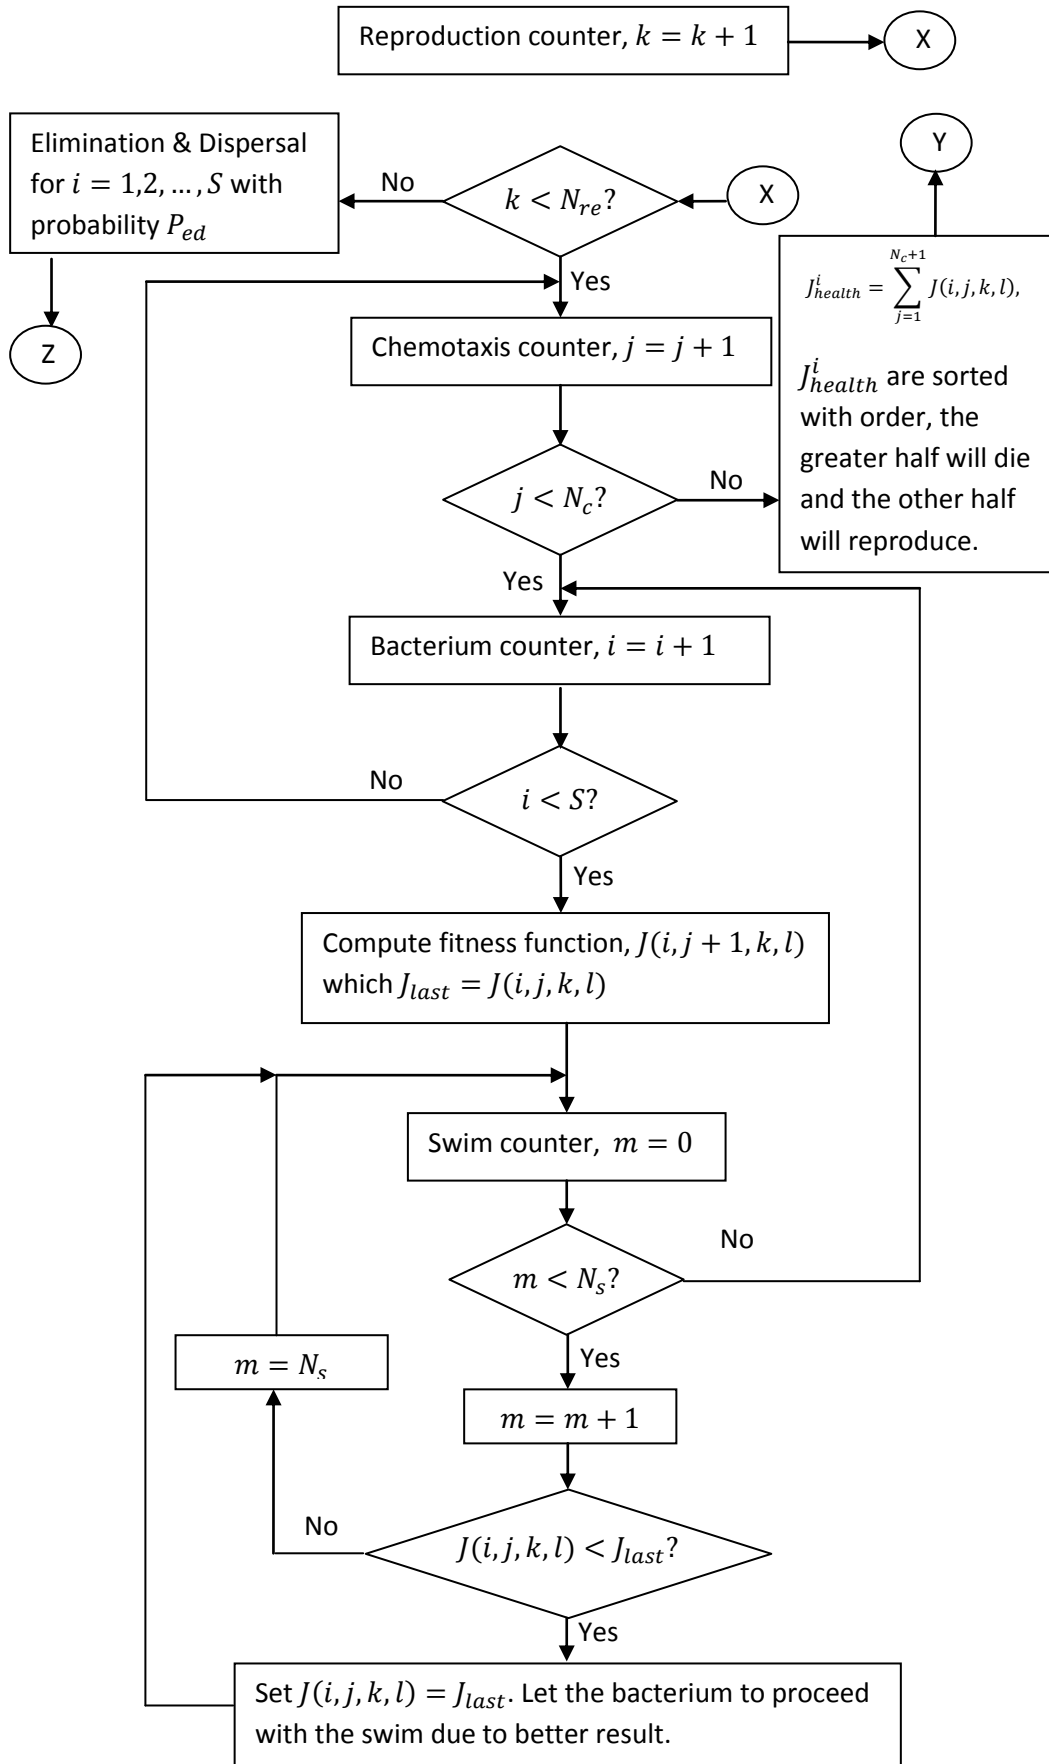 Reproduction counter, k = k + 1
X
Elimination & Dispersal
for i = 1,2, … , S with
probability P_ed
No
k < N_re?
X
Y
Yes
Z
Chemotaxis counter, j = j + 1
J^i_health = ∑_{j=1}^{N_c+1} J(i, j, k, l),
J^i_health are sorted
with order, the
greater half will die
and the other half
will reproduce.
j < N_c?
No
Yes
Bacterium counter, i = i + 1
No
i < S?
Yes
Compute fitness function, J(i, j + 1, k, l)
which J_last = J(i, j, k, l)
Swim counter, m = 0
No
m < N_s?
Yes
m = N_s
m = m + 1
No
J(i, j, k, l) < J_last?
Yes
Set J(i, j, k, l) = J_last. Let the bacterium to proceed
with the swim due to better result.